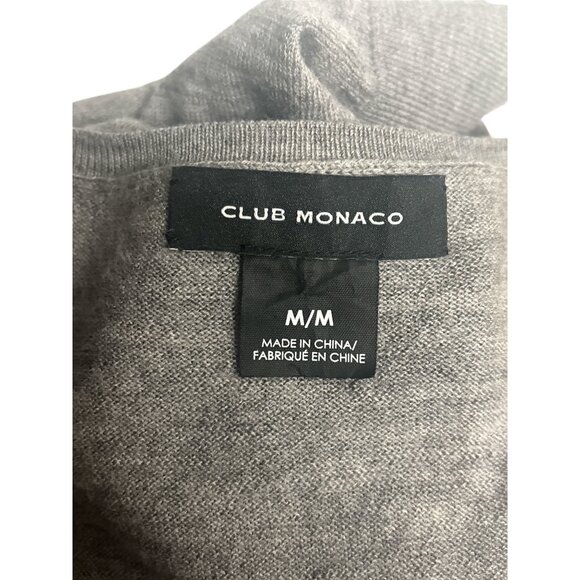 CLUB MONACO
M/M
MADE IN CHINA/
FABRIQUÉ EN CHINE